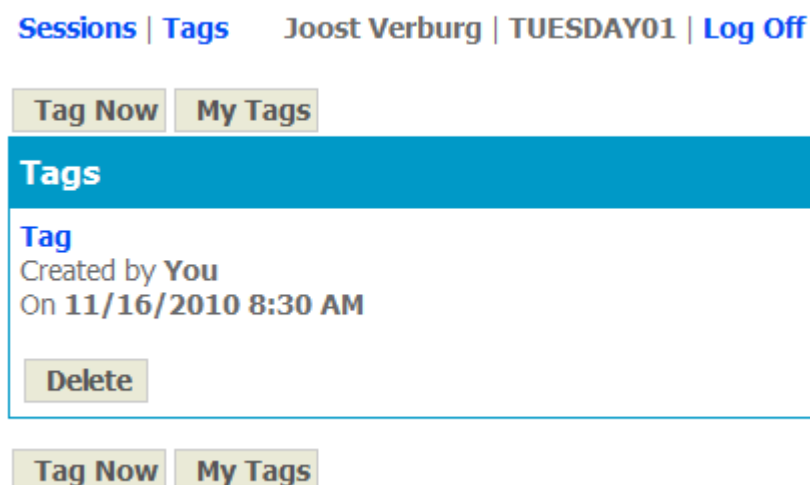 Sessions | Tags Joost Verburg | TUESDAY01 | Log Off
Tag Now My Tags
Tags
Tag
Created by You
On 11/16/2010 8:30 AM
Delete
Tag Now My Tags